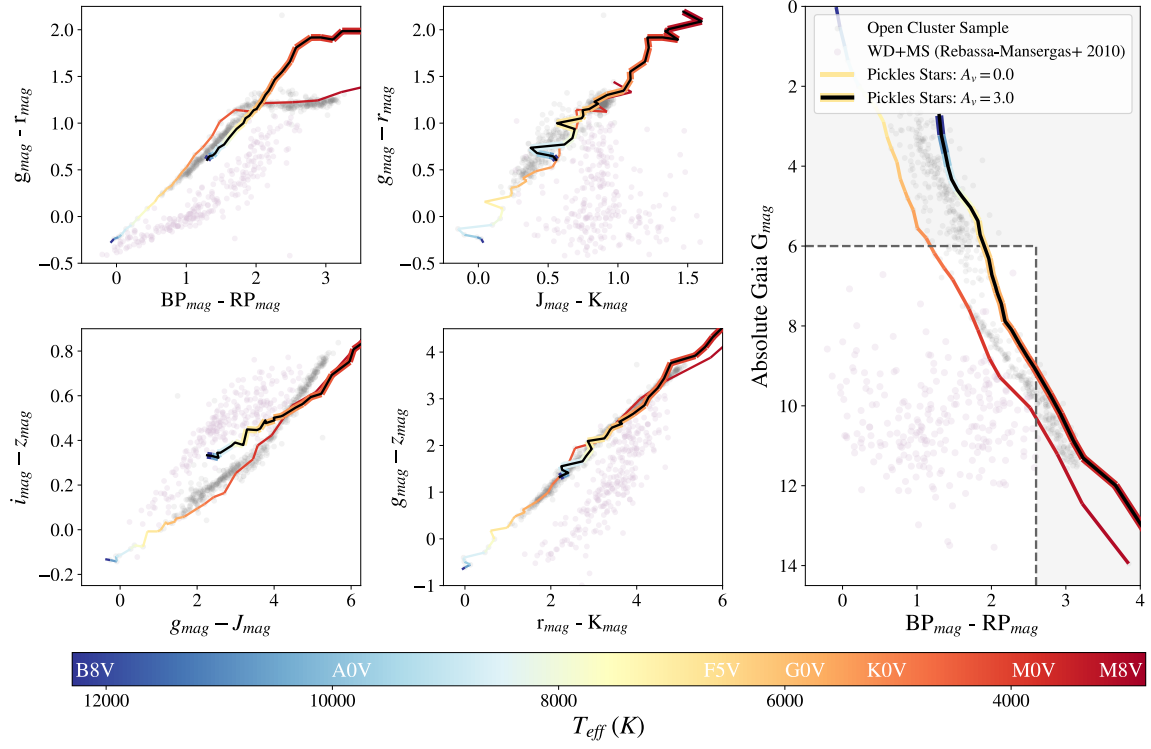 2.0
1.5
1.0
0.5
0.0
−0.5
g_mag - r_mag
0 1 2 3
BP_mag - RP_mag
2.0
1.5
1.0
0.5
0.0
−0.5
g_mag − r_mag
0.0 0.5 1.0 1.5
J_mag - K_mag
0.8
0.6
0.4
0.2
0.0
−0.2
i_mag − z_mag
0 2 4 6
g_mag − J_mag
4
3
2
1
0
−1
g_mag − z_mag
0 2 4 6
r_mag - K_mag
Open Cluster Sample
WD+MS (Rebassa-Mansergas+ 2010)
Pickles Stars: A_v = 0.0
Pickles Stars: A_v = 3.0
0
2
4
6
8
10
12
14
Absolute Gaia G_mag
0 1 2 3 4
BP_mag - RP_mag
B8V A0V F5V G0V K0V M0V M8V
12000 10000 8000 6000 4000
T_eff (K)